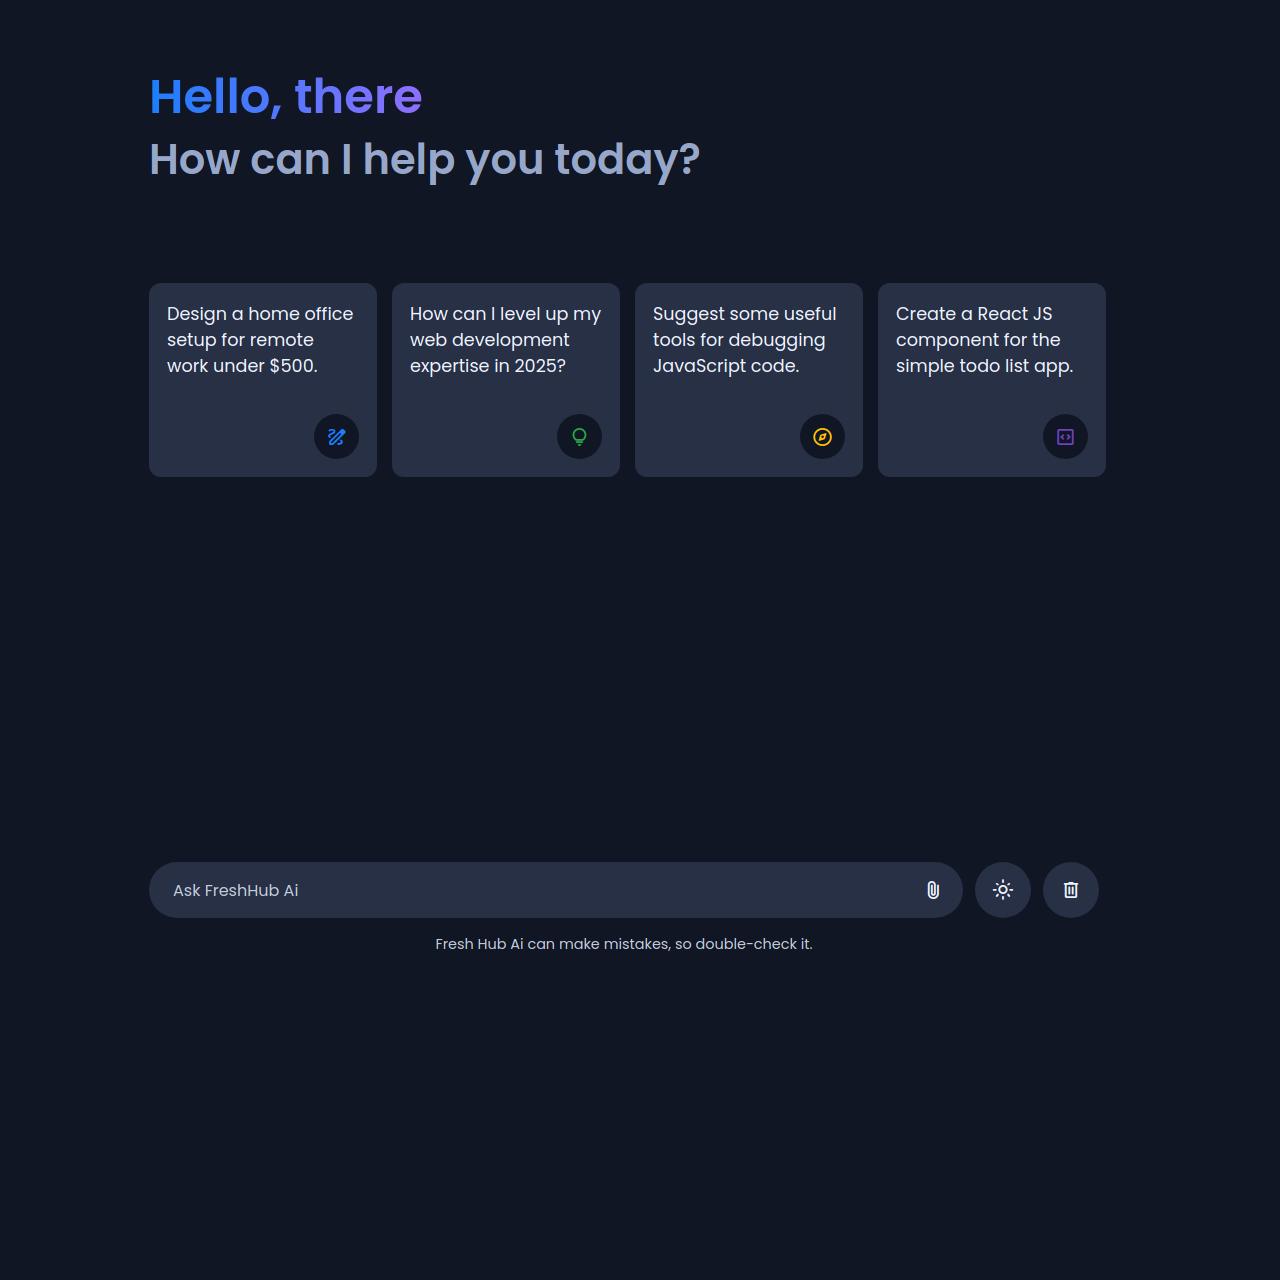 Hello, there
How can I help you today?
Design a home office
setup for remote
work under $500.
How can I level up my
web development
expertise in 2025?
Suggest some useful
tools for debugging
JavaScript code.
Create a React JS
component for the
simple todo list app.
Ask FreshHub Ai
Fresh Hub Ai can make mistakes, so double-check it.